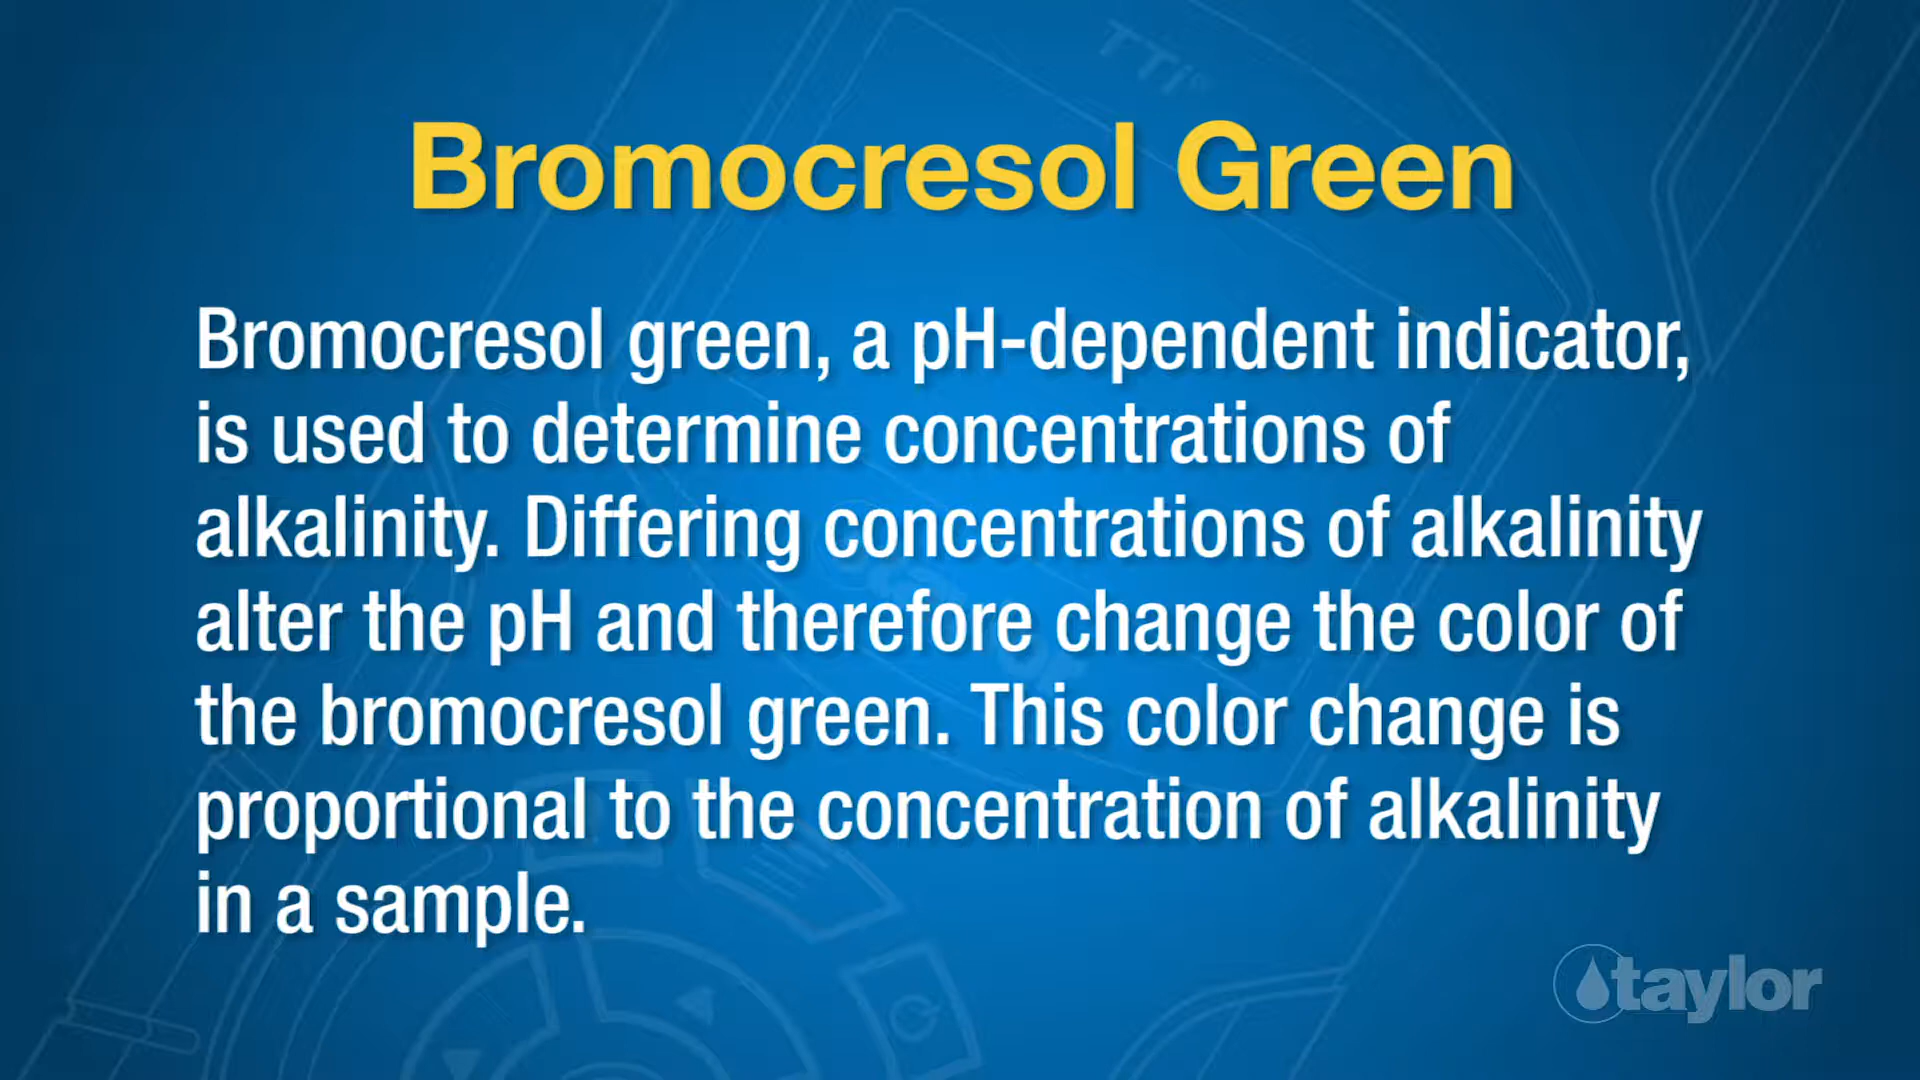 TTi®
Bromocresol Green
Bromocresol green, a pH-dependent indicator,
is used to determine concentrations of
alkalinity. Differing concentrations of alkalinity
alter the pH and therefore change the color of
the bromocresol green. This color change is
proportional to the concentration of alkalinity
in a sample.
taylor